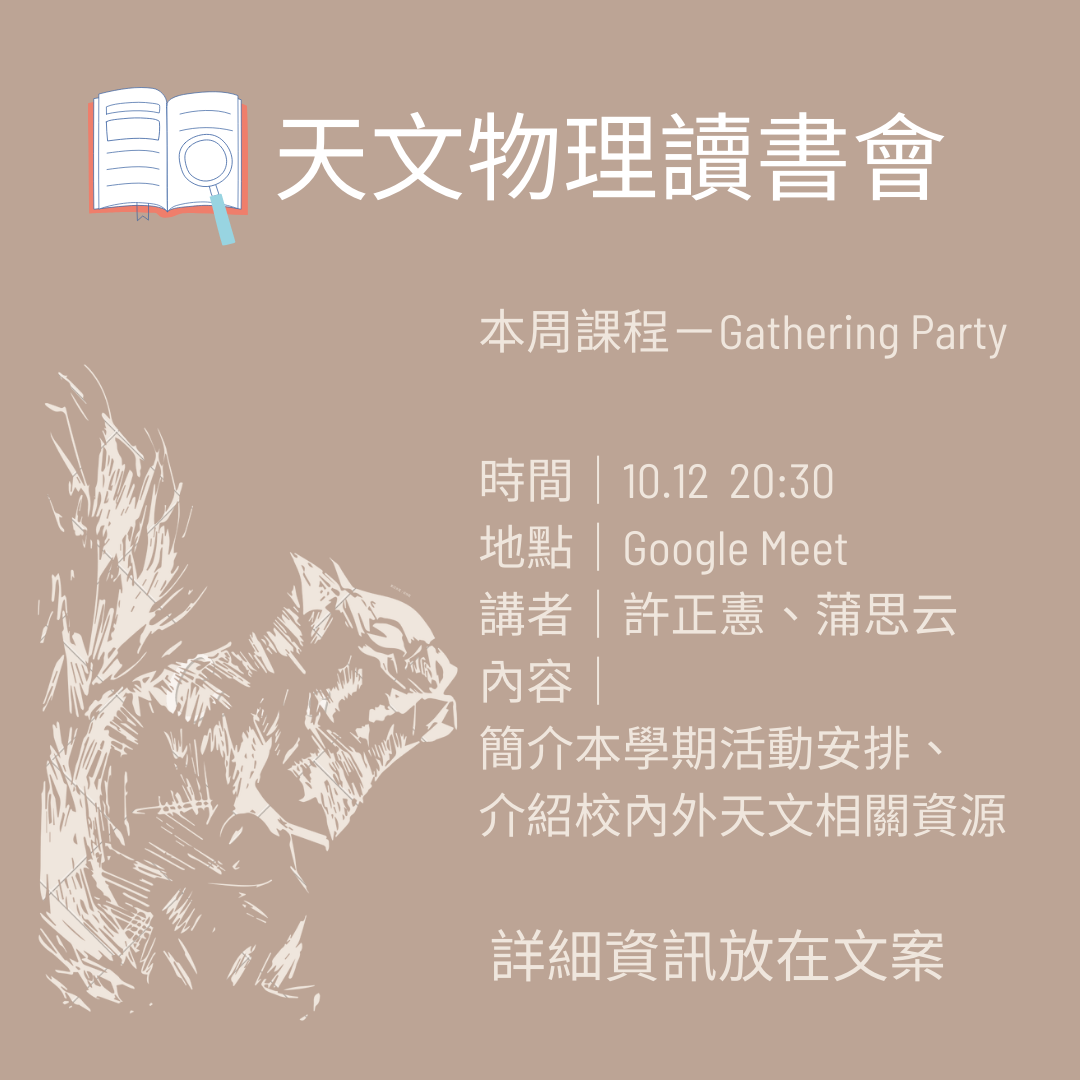 天文物理讀書會
本周課程－Gathering Party
時間｜10.12 20:30
地點｜Google Meet
講者｜許正憲、蒲思云
內容｜
簡介本學期活動安排、
介紹校內外天文相關資源
詳細資訊放在文案